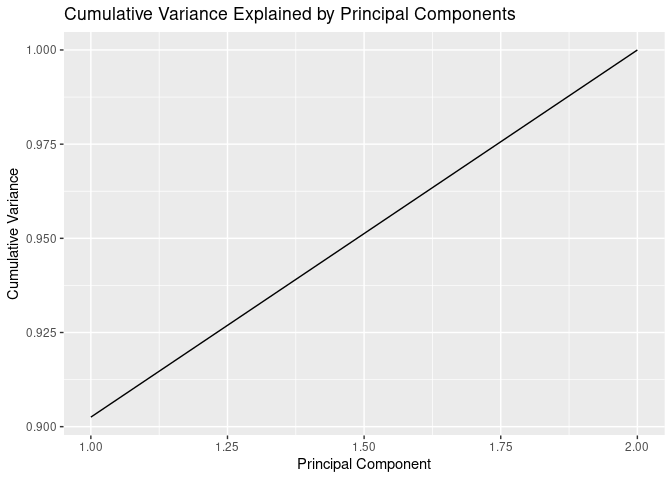 Cumulative Variance Explained by Principal Components
1.000
0.975
0.950
0.925
0.900
Cumulative Variance
1.00 1.25 1.50 1.75 2.00
Principal Component